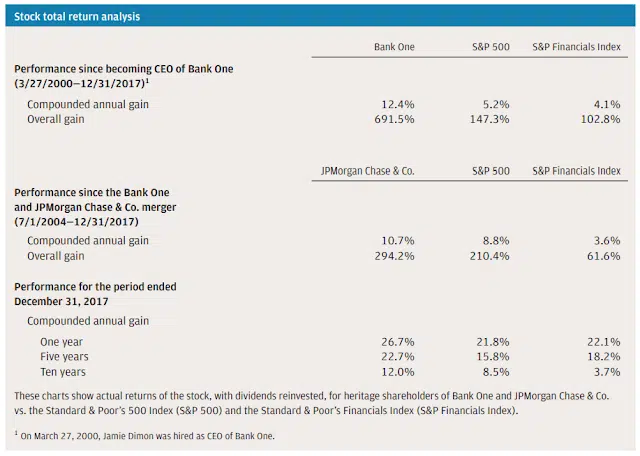 Stock total return analysis
Bank One S&P 500 S&P Financials Index
Performance since becoming CEO of Bank One
(3/27/2000—12/31/2017)¹
Compounded annual gain 12.4% 5.2% 4.1%
Overall gain 691.5% 147.3% 102.8%
JPMorgan Chase & Co. S&P 500 S&P Financials Index
Performance since the Bank One
and JPMorgan Chase & Co. merger
(7/1/2004—12/31/2017)
Compounded annual gain 10.7% 8.8% 3.6%
Overall gain 294.2% 210.4% 61.6%
Performance for the period ended
December 31, 2017
Compounded annual gain
One year 26.7% 21.8% 22.1%
Five years 22.7% 15.8% 18.2%
Ten years 12.0% 8.5% 3.7%
These charts show actual returns of the stock, with dividends reinvested, for heritage shareholders of Bank One and JPMorgan Chase & Co.
vs. the Standard & Poor's 500 Index (S&P 500) and the Standard & Poor's Financials Index (S&P Financials Index).
¹ On March 27, 2000, Jamie Dimon was hired as CEO of Bank One.